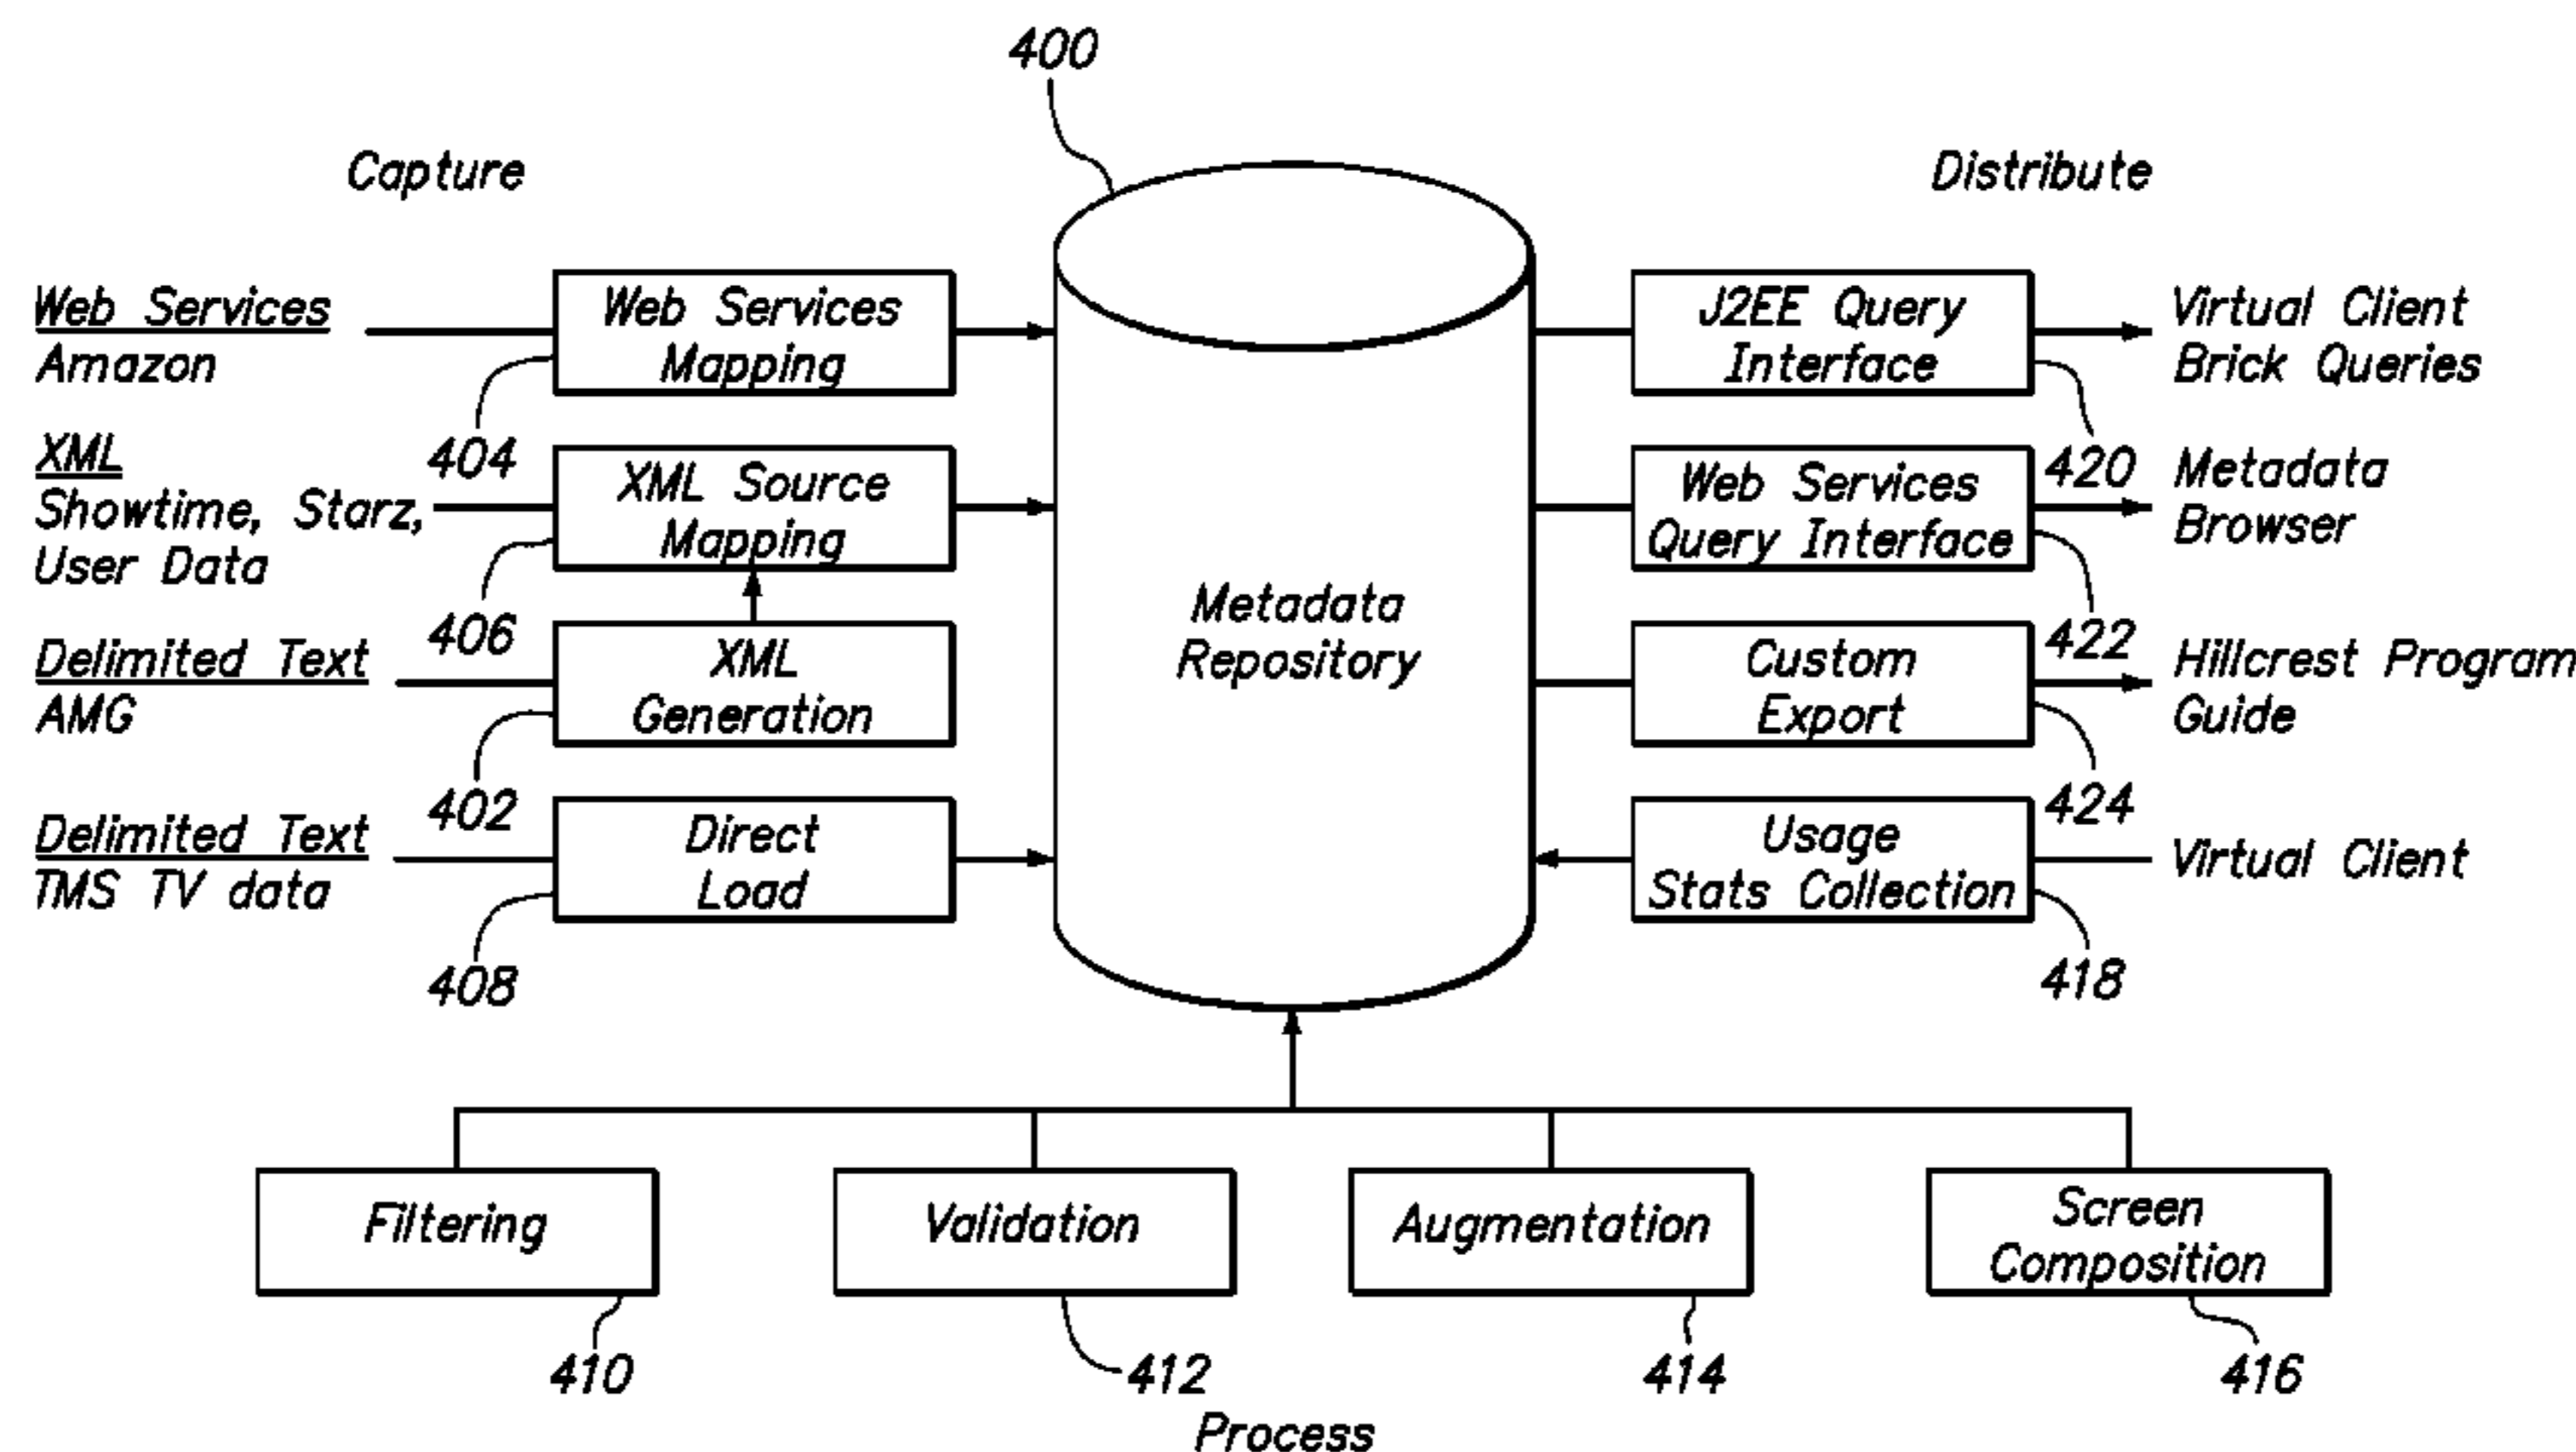 400
Capture
Distribute
Web Services
Amazon
Web Services
Mapping
404
XML
Showtime, Starz,
User Data
XML Source
Mapping
406
Delimited Text
AMG
XML
Generation
402
Delimited Text
TMS TV data
Direct
Load
408
Metadata
Repository
J2EE Query
Interface
420
Virtual Client
Brick Queries
Web Services
Query Interface
422
Metadata
Browser
Custom
Export
424
Hillcrest Program
Guide
Usage
Stats Collection
418
Virtual Client
Filtering
410
Validation
412
Augmentation
414
Screen
Composition
416
Process